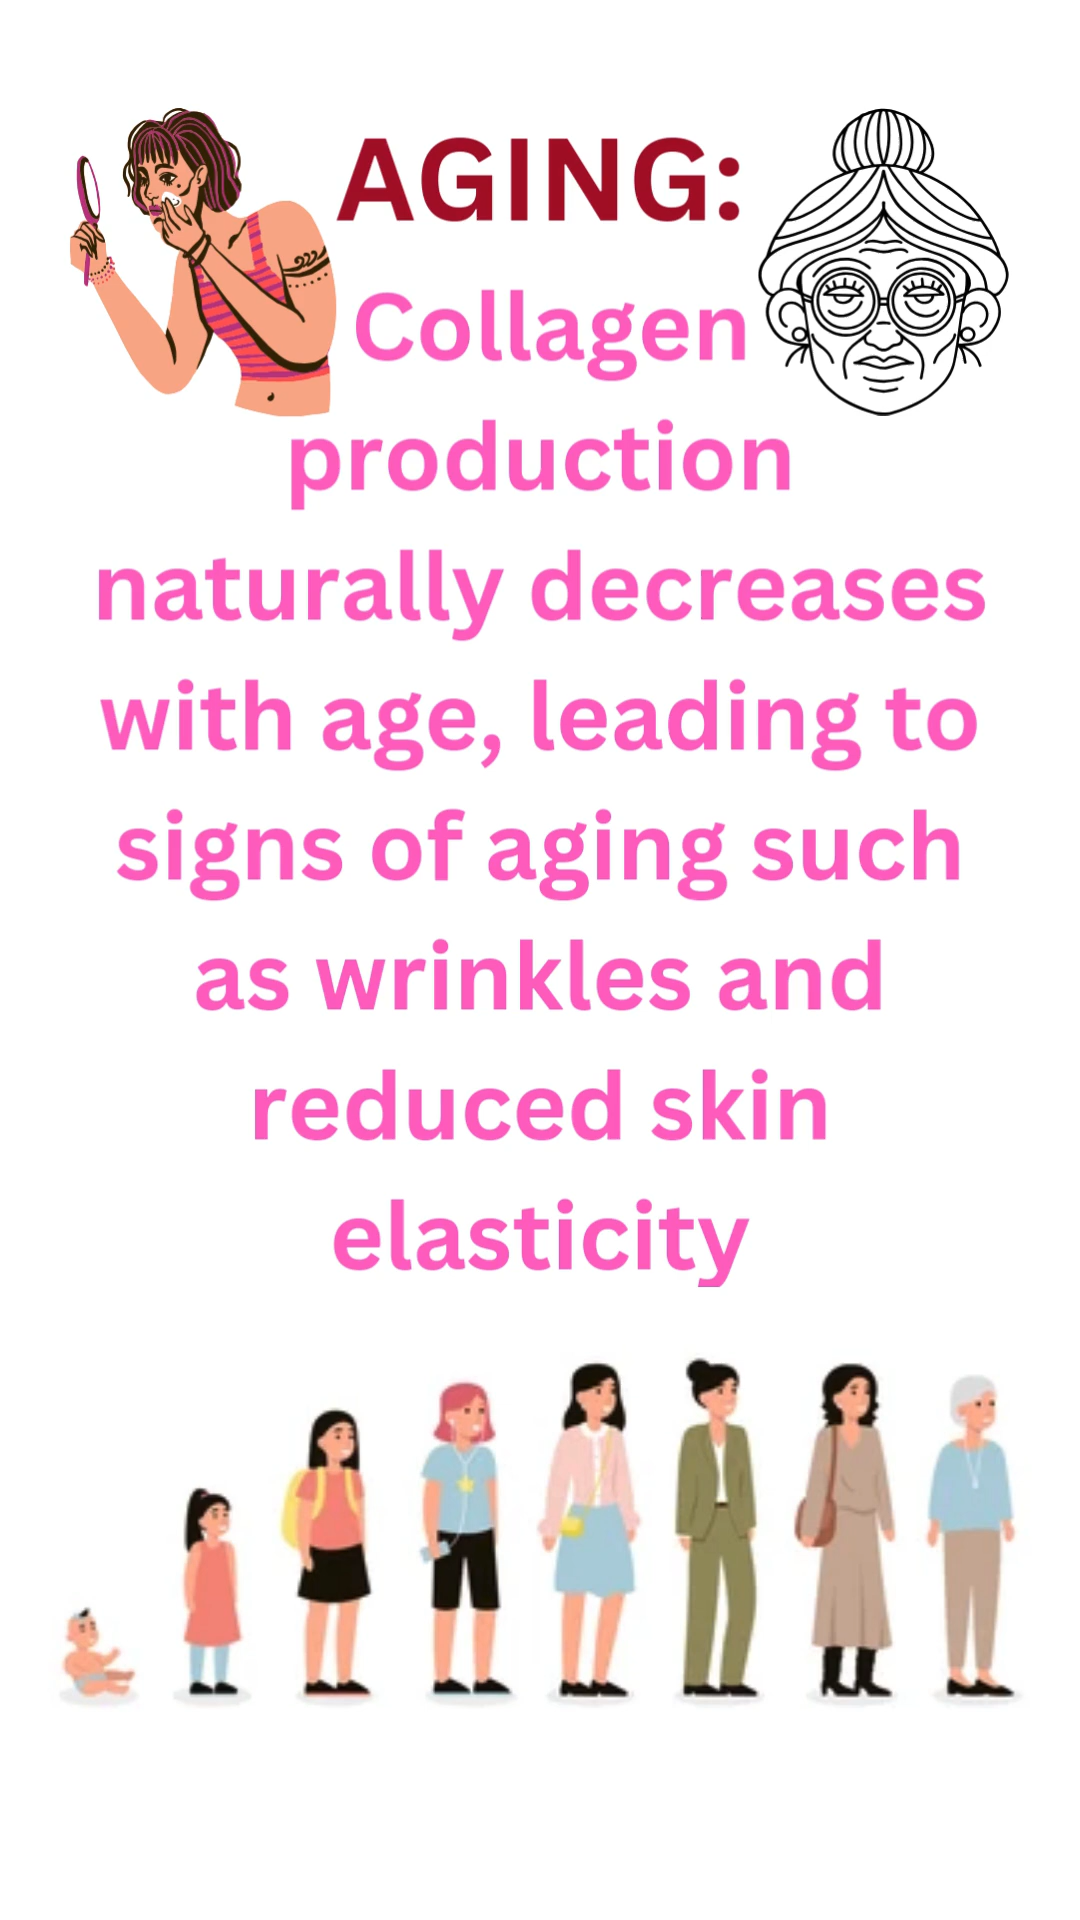 AGING:
Collagen
production
naturally decreases
with age, leading to
signs of aging such
as wrinkles and
reduced skin
elasticity